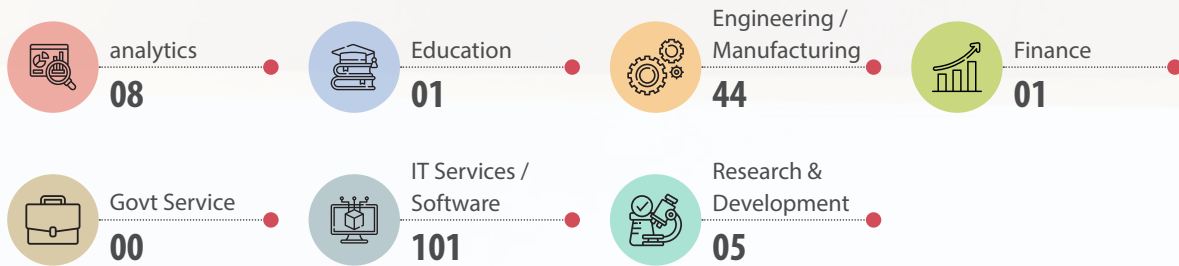 analytics
08
Education
01
Engineering /
Manufacturing
44
Finance
01
Govt Service
00
IT Services /
Software
101
Research &
Development
05